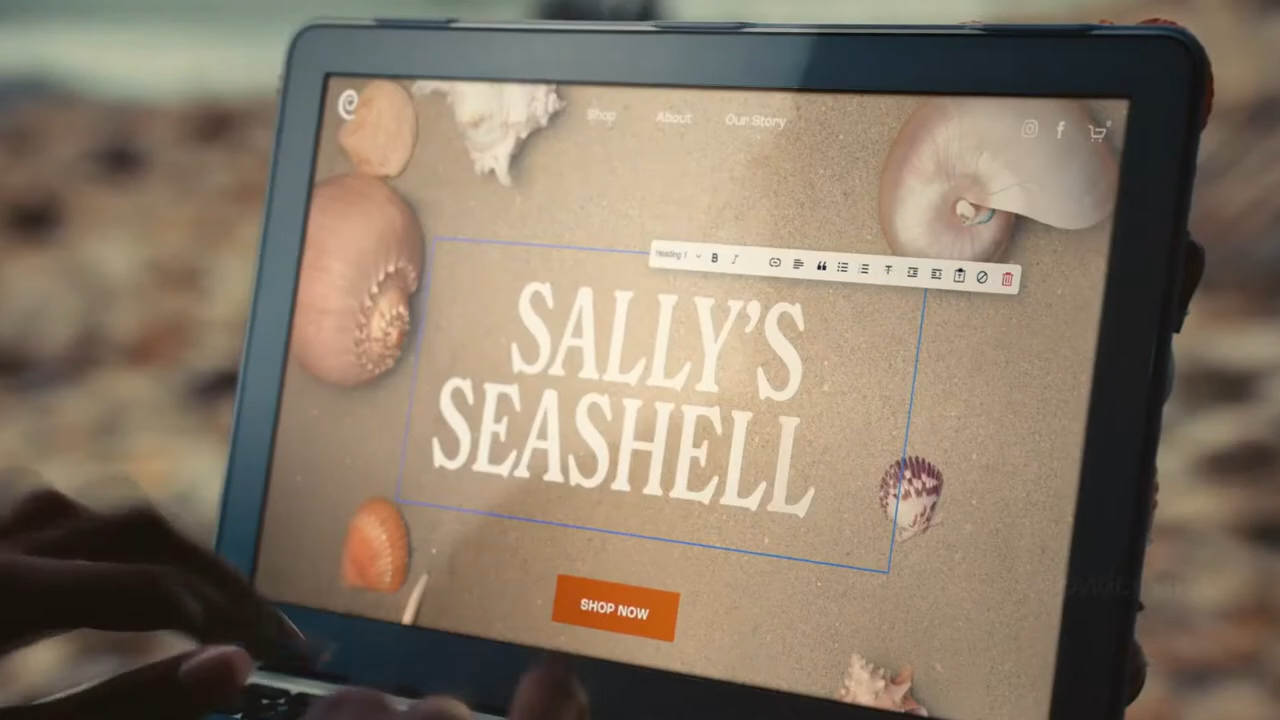 Shop About Our Story
Heading 1
B I
SALLY'S
SEASHELL
SHOP NOW